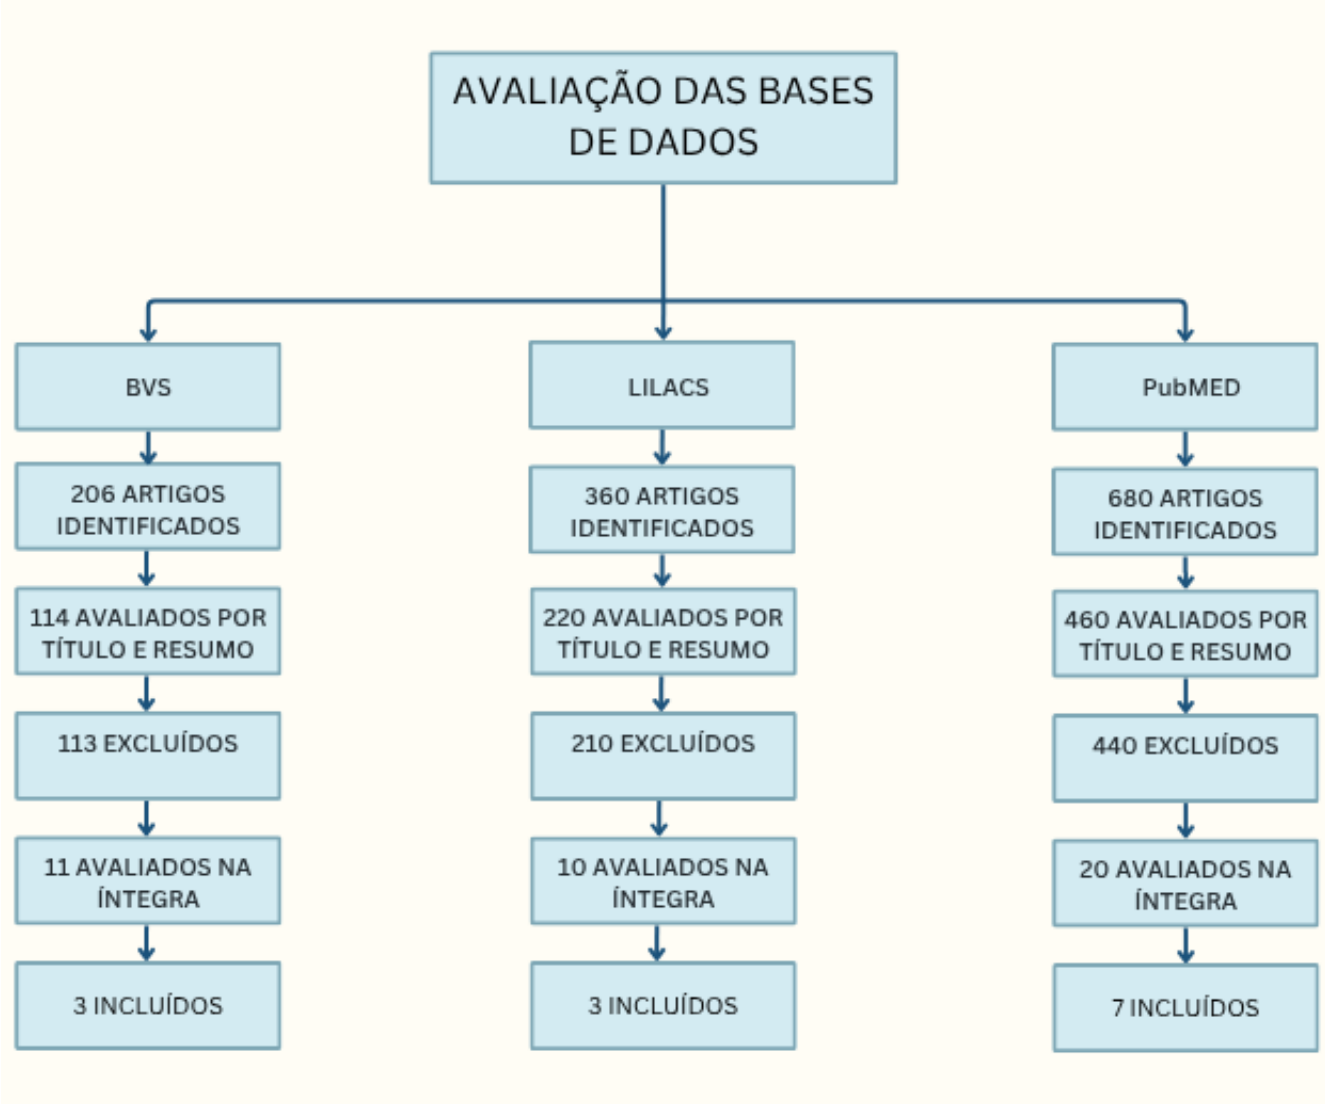 AVALIAÇÃO DAS BASES
DE DADOS
BVS
206 ARTIGOS
IDENTIFICADOS
114 AVALIADOS POR
TÍTULO E RESUMO
113 EXCLUÍDOS
11 AVALIADOS NA
ÍNTEGRA
3 INCLUÍDOS
LILACS
360 ARTIGOS
IDENTIFICADOS
220 AVALIADOS POR
TÍTULO E RESUMO
210 EXCLUÍDOS
10 AVALIADOS NA
ÍNTEGRA
3 INCLUÍDOS
PubMED
680 ARTIGOS
IDENTIFICADOS
460 AVALIADOS POR
TÍTULO E RESUMO
440 EXCLUÍDOS
20 AVALIADOS NA
ÍNTEGRA
7 INCLUÍDOS